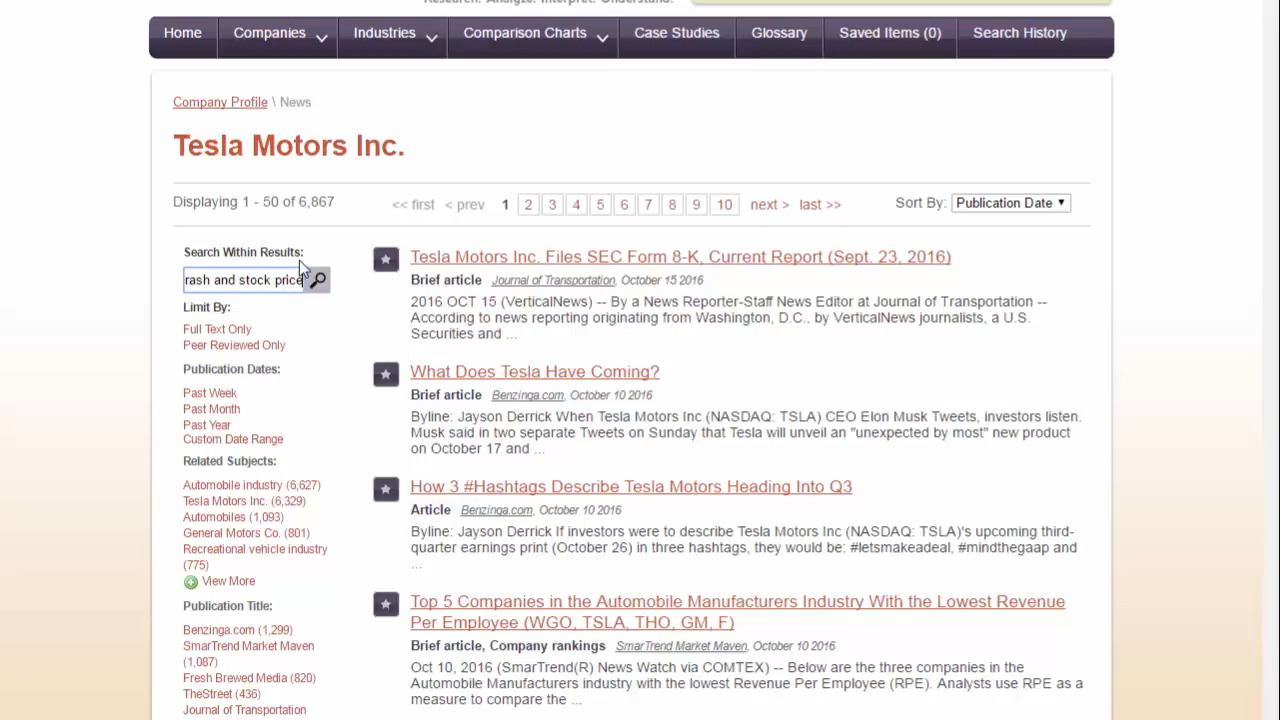 Research. Analyze. Interpret. Understand.
Home Companies Industries Comparison Charts Case Studies Glossary Saved Items (0) Search History
Company Profile \ News
Tesla Motors Inc.
Displaying 1 - 50 of 6,867 << first < prev 1 2 3 4 5 6 7 8 9 10 next > last >> Sort By: Publication Date
Search Within Results:
rash and stock price
Limit By:
Full Text Only
Peer Reviewed Only
Publication Dates:
Past Week
Past Month
Past Year
Custom Date Range
Related Subjects:
Automobile industry (6,627)
Tesla Motors Inc. (6,329)
Automobiles (1,093)
General Motors Co. (801)
Recreational vehicle industry
(775)
View More
Publication Title:
Benzinga.com (1,299)
SmarTrend Market Maven
(1,087)
Fresh Brewed Media (820)
TheStreet (436)
Journal of Transportation
Tesla Motors Inc. Files SEC Form 8-K, Current Report (Sept. 23, 2016)
Brief article Journal of Transportation, October 15 2016
2016 OCT 15 (VerticalNews) -- By a News Reporter-Staff News Editor at Journal of Transportation --
According to news reporting originating from Washington, D.C., by VerticalNews journalists, a U.S.
Securities and ...
What Does Tesla Have Coming?
Brief article Benzinga.com, October 10 2016
Byline: Jayson Derrick When Tesla Motors Inc (NASDAQ: TSLA) CEO Elon Musk Tweets, investors listen.
Musk said in two separate Tweets on Sunday that Tesla will unveil an "unexpected by most" new product
on October 17 and ...
How 3 #Hashtags Describe Tesla Motors Heading Into Q3
Article Benzinga.com, October 10 2016
Byline: Jayson Derrick If investors were to describe Tesla Motors Inc (NASDAQ: TSLA)'s upcoming third-
quarter earnings print (October 26) in three hashtags, they would be: #letsmakeadeal, #mindthegaap and
...
Top 5 Companies in the Automobile Manufacturers Industry With the Lowest Revenue
Per Employee (WGO, TSLA, THO, GM, F)
Brief article, Company rankings SmarTrend Market Maven, October 10 2016
Oct 10, 2016 (SmarTrend(R) News Watch via COMTEX) -- Below are the three companies in the
Automobile Manufacturers industry with the lowest Revenue Per Employee (RPE). Analysts use RPE as a
measure to compare the ...